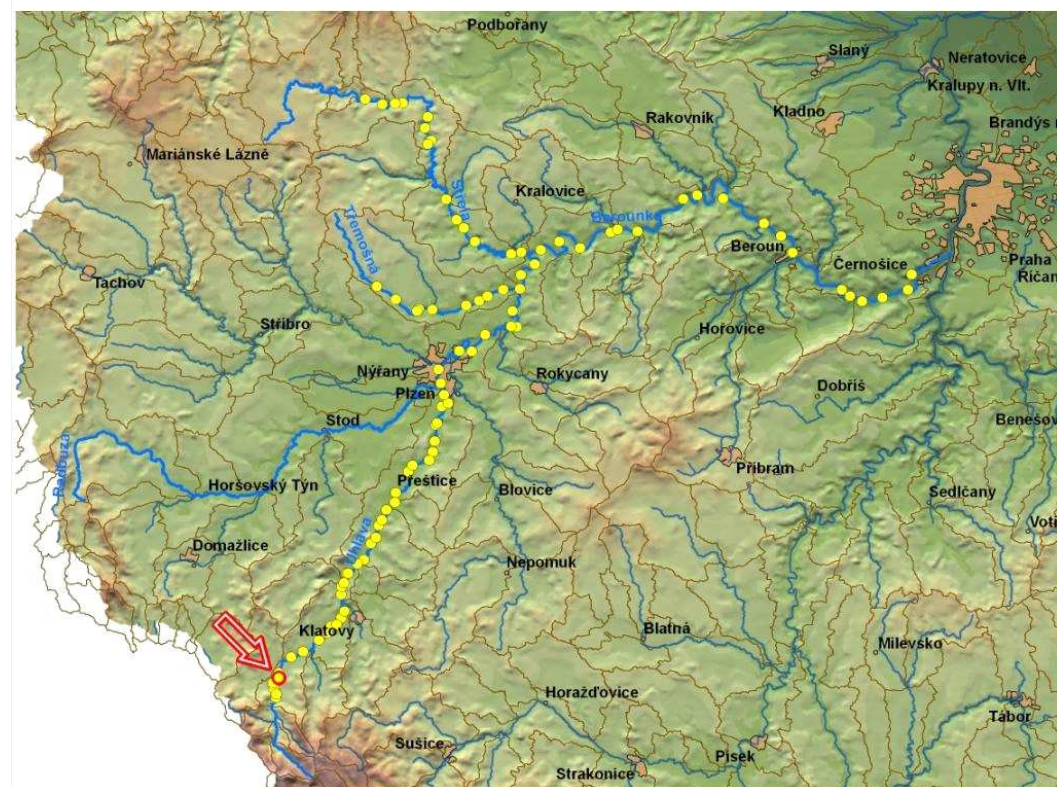 Podbořany
Slaný
Neratovice
Kralupy n. Vlt.
Kladno
Rakovník
Brandýs n
Mariánské Lázně
Kralovice
Střela
Berounka
Třemošná
Beroun
Černošice
Praha
Říčan
Tachov
Stříbro
Hořovice
Nýřany
Rokycany
Plzeň
Dobříš
Stod
Benešov
Radbuza
Příbram
Horšovský Týn
Přeštice
Blovice
Sedlčany
Voti
Úhlava
Domažlice
Nepomuk
Klatovy
Blatná
Milevsko
Horažďovice
Tábor
Sušice
Písek
Strakonice